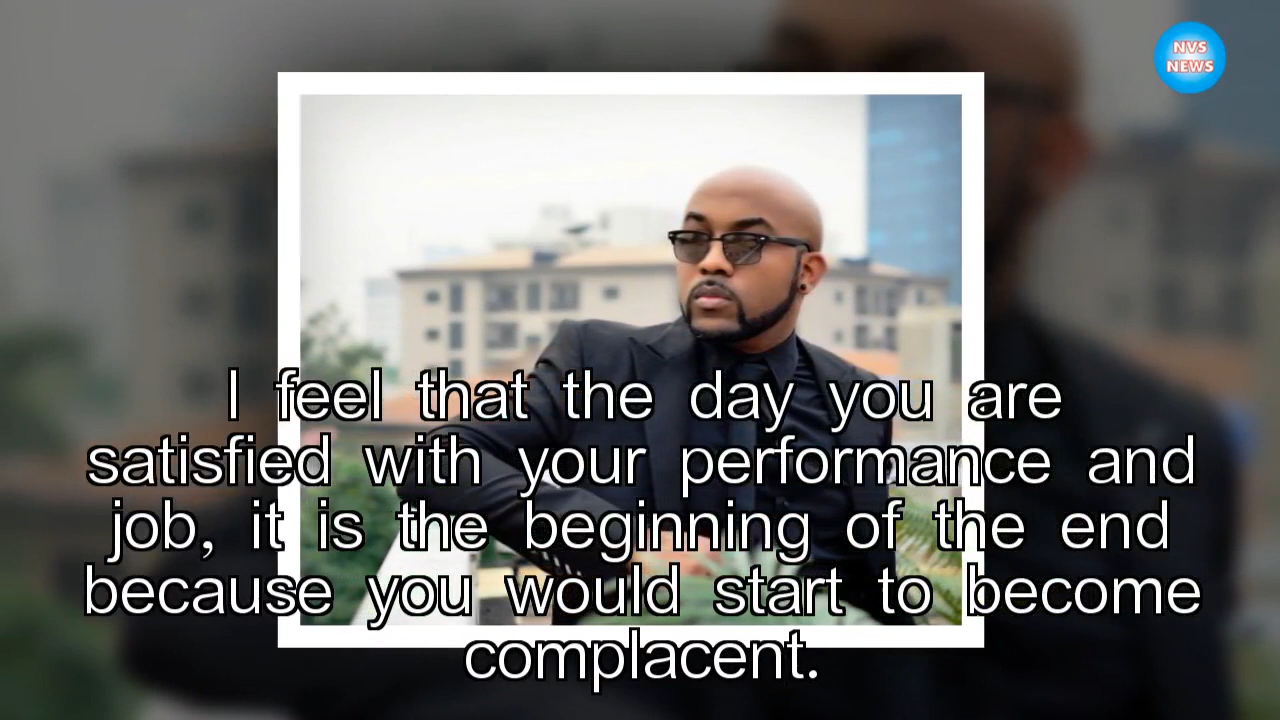 NVS
NEWS
I feel that the day you are
satisfied with your performance and
job, it is the beginning of the end
because you would start to become
complacent.